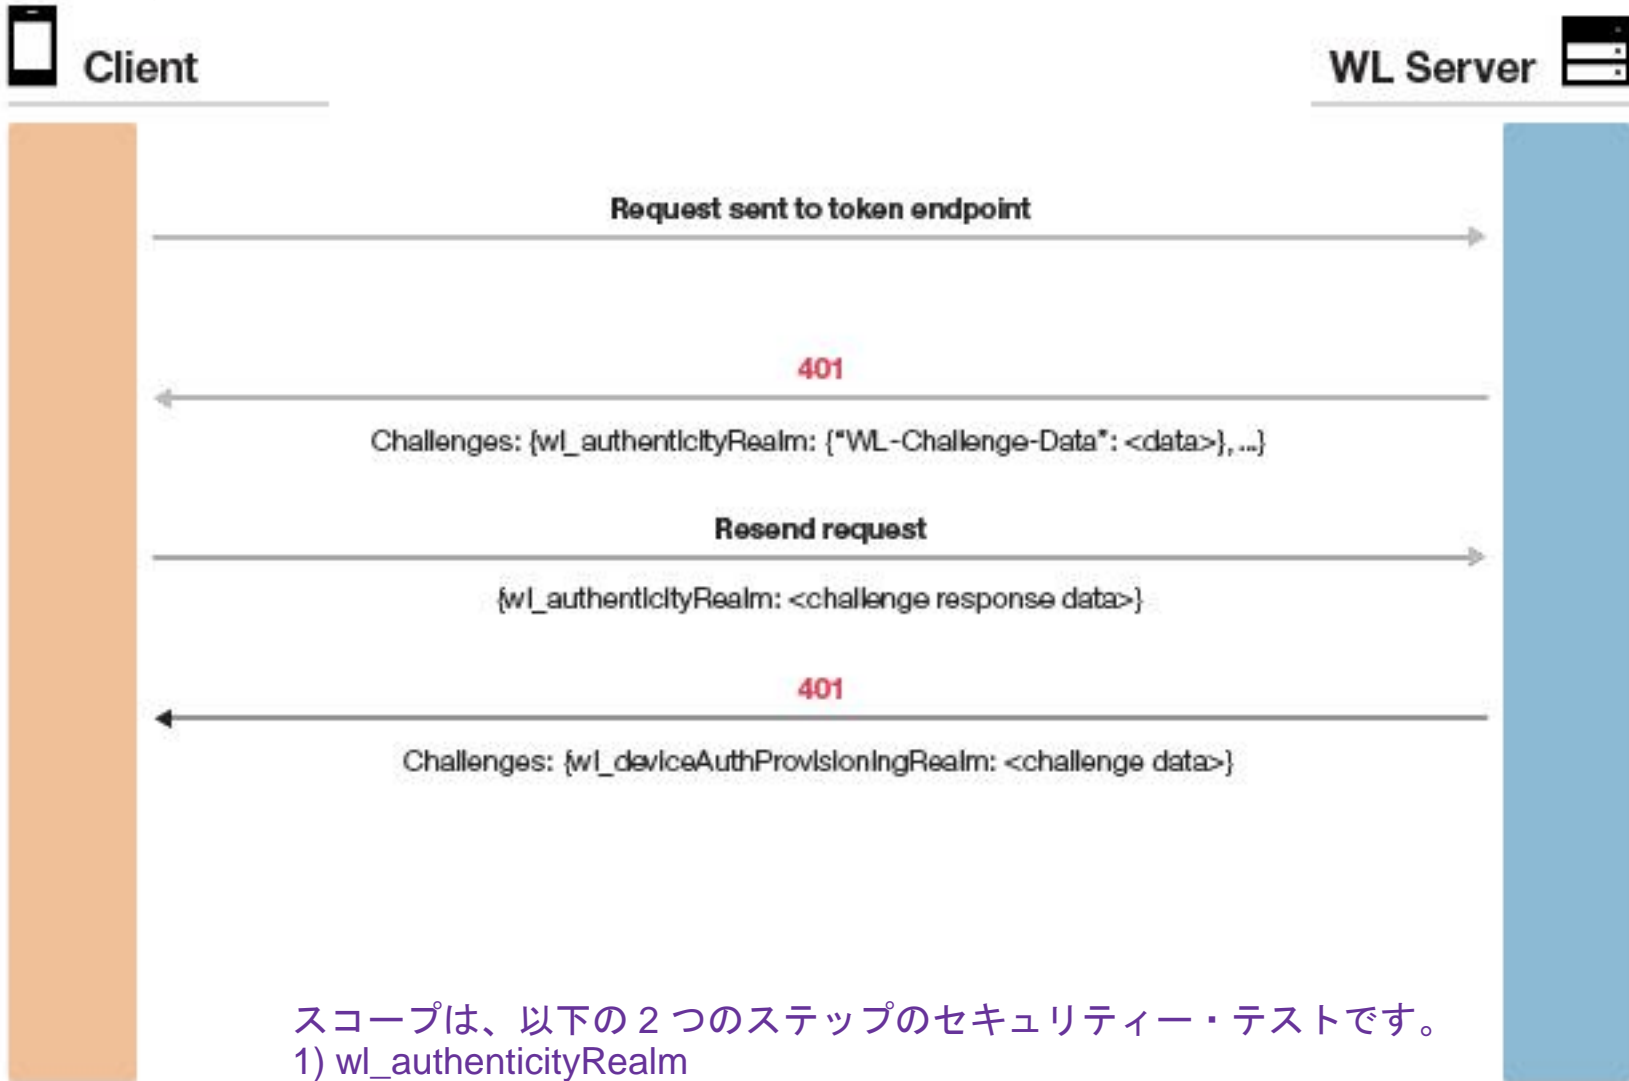 Client
WL Server
Request sent to token endpoint
401
Challenges: {wl_authenticityRealm: {"WL-Challenge-Data": <data>}, ...}
Resend request
{wl_authenticityRealm: <challenge response data>}
401
Challenges: {wl_deviceAuthProvisioningRealm: <challenge data>}
スコープは、以下の 2 つのステップのセキュリティー・テストです。
1) wl_authenticityRealm